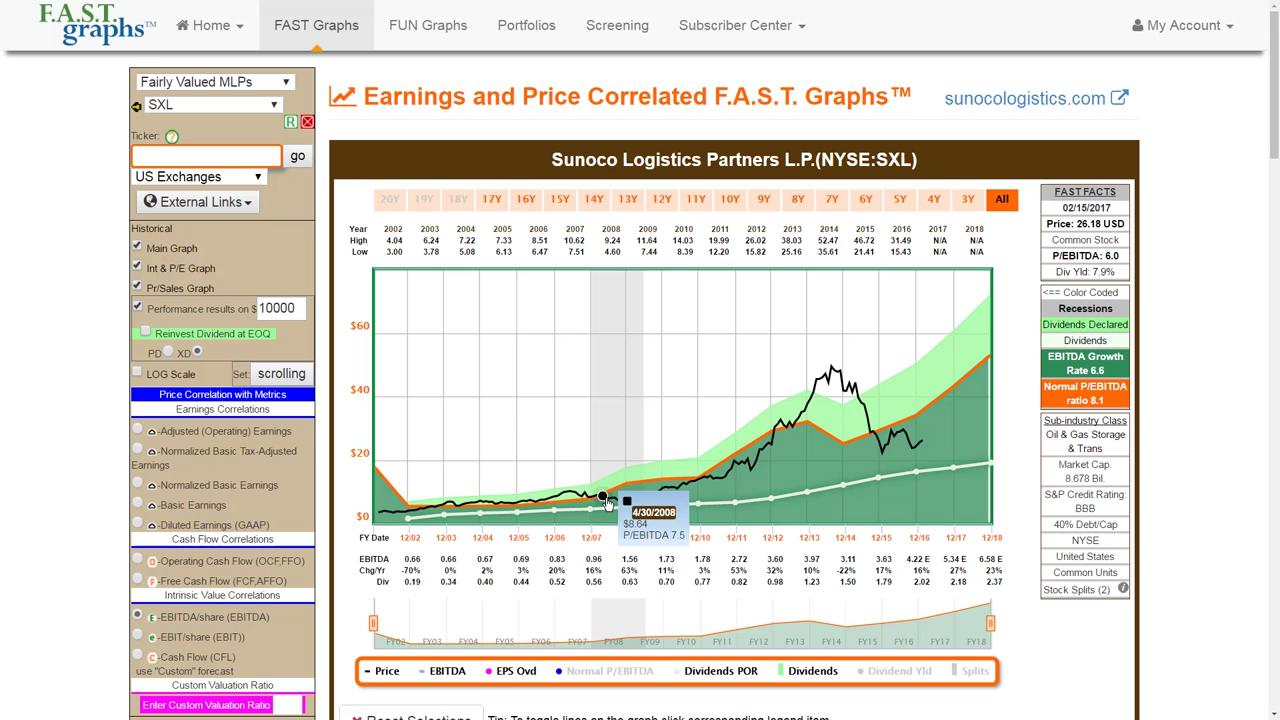 F.A.S.T. graphs™
Home
FAST Graphs
FUN Graphs
Portfolios
Screening
Subscriber Center
My Account
Fairly Valued MLPs
SXL
R
Ticker: ?
go
US Exchanges
External Links
Historical
Main Graph
Int & P/E Graph
Pr/Sales Graph
Performance results on $ 10000
Reinvest Dividend at EOQ
PD XD
LOG Scale Set: scrolling
Price Correlation with Metrics
Earnings Correlations
-Adjusted (Operating) Earnings
-Normalized Basic Tax-Adjusted
Earnings
-Normalized Basic Earnings
-Basic Earnings
-Diluted Earnings (GAAP)
Cash Flow Correlations
O -Operating Cash Flow (OCF,FFO)
F -Free Cash Flow (FCF,AFFO)
Intrinsic Value Correlations
E -EBITDA/share (EBITDA)
e -EBIT/share (EBIT))
C -Cash Flow (CFL)
use "Custom" forecast
Custom Valuation Ratio
Enter Custom Valuation Ratio
Earnings and Price Correlated F.A.S.T. Graphs™
sunocologistics.com
Sunoco Logistics Partners L.P.(NYSE:SXL)
20Y 19Y 18Y 17Y 16Y 15Y 14Y 13Y 12Y 11Y 10Y 9Y 8Y 7Y 6Y 5Y 4Y 3Y All
Year 2002 2003 2004 2005 2006 2007 2008 2009 2010 2011 2012 2013 2014 2015 2016 2017 2018
High 4.04 6.24 7.22 7.33 8.51 10.62 9.24 11.64 14.03 19.99 26.02 38.03 52.47 46.72 31.49 N/A N/A
Low 3.00 3.78 5.08 6.13 6.47 7.51 4.60 7.44 8.39 12.20 15.82 25.16 35.61 21.41 15.43 N/A N/A
$60
$40
$20
$0
4/30/2008
$8.64
P/EBITDA 7.5
FY Date 12/02 12/03 12/04 12/05 12/06 12/07 12/08 12/09 12/10 12/11 12/12 12/13 12/14 12/15 12/16 12/17 12/18
EBITDA 0.66 0.66 0.67 0.69 0.83 0.96 1.56 1.73 1.78 2.72 3.60 3.97 3.11 3.63 4.22 E 5.34 E 6.58 E
Chg/Yr -70% 0% 2% 3% 20% 16% 63% 11% 3% 53% 32% 10% -22% 17% 16% 27% 23%
Div 0.19 0.34 0.40 0.44 0.52 0.56 0.63 0.70 0.77 0.82 0.98 1.23 1.50 1.79 2.02 2.18 2.37
FY02 FY03 FY04 FY05 FY06 FY07 FY08 FY09 FY10 FY11 FY12 FY13 FY14 FY15 FY16 FY17 FY18
Price EBITDA EPS Ovd Normal P/EBITDA Dividends POR Dividends Dividend Yld Splits
Reset Selections
Tip: To toggle lines on the graph click corresponding legend item
FAST FACTS
02/15/2017
Price: 26.18 USD
Common Stock
P/EBITDA: 6.0
Div Yld: 7.9%
<== Color Coded
Recessions
Dividends Declared
Dividends
EBITDA Growth
Rate 6.6
Normal P/EBITDA
ratio 8.1
Sub-industry Class
Oil & Gas Storage
& Trans
Market Cap.
8.678 BIL
S&P Credit Rating:
BBB
40% Debt/Cap
NYSE
United States
Common Units
Stock Splits (2) i